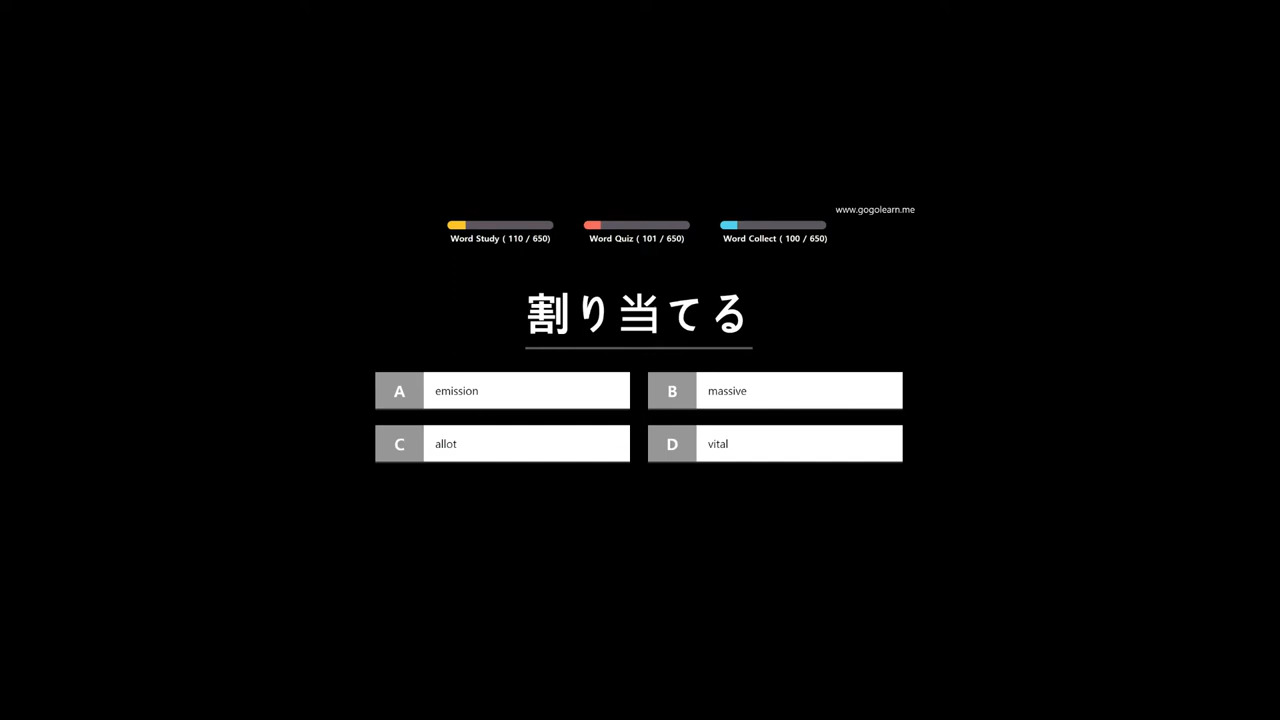 www.gogolearn.me
Word Study ( 110 / 650) Word Quiz ( 101 / 650) Word Collect ( 100 / 650)
割り当てる
A emission B massive
C allot D vital